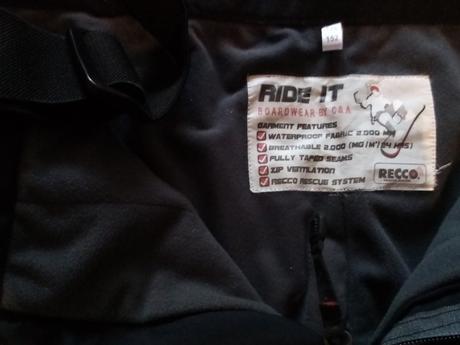 152
RIDE IT
BOARDWEAR BY C&A
GARMENT FEATURES
WATERPROOF FABRIC 2.000 MM
BREATHABLE 2.000 (MG/M²/24 HRS)
FULLY TAPED SEAMS
ZIP VENTILATION
RECCO RESCUE SYSTEM
RECCO